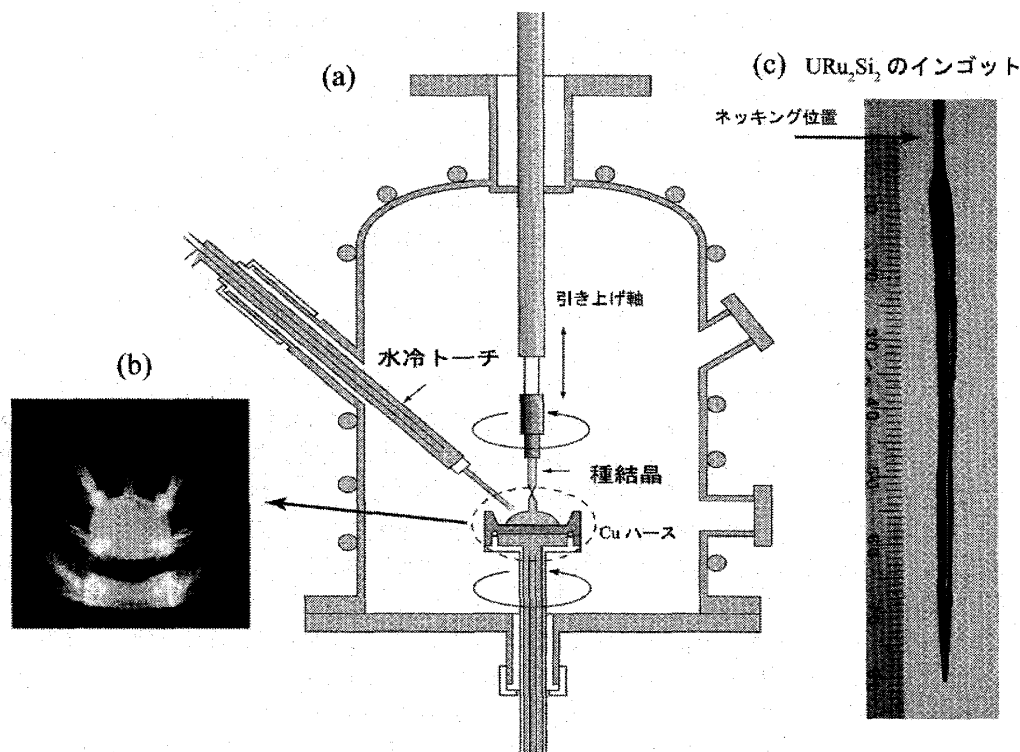 (a)
(c) URu₂Si₂ のインゴット
ネッキング位置
引き上げ軸
水冷トーチ
(b)
種結晶
Cu ハース